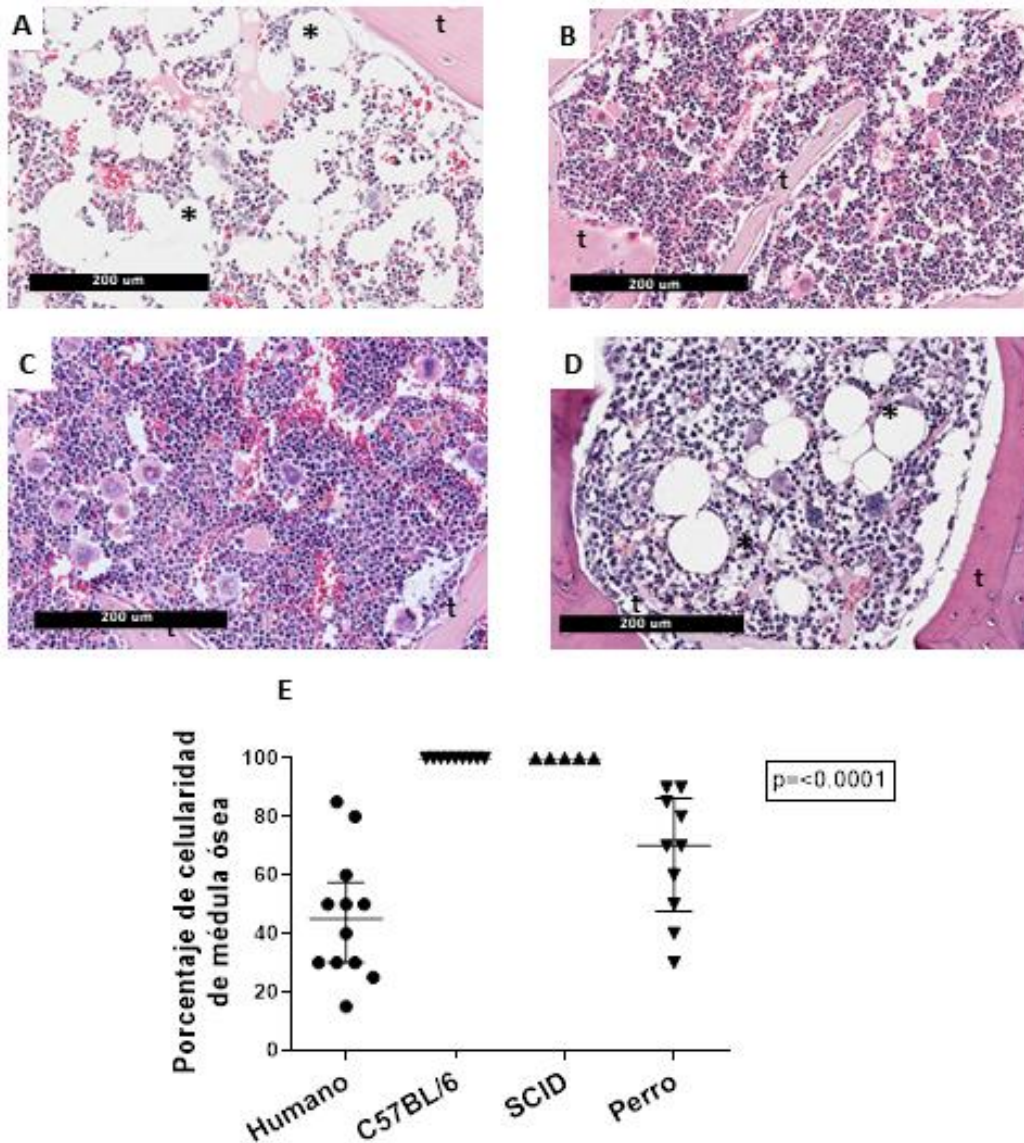 A
*
t
*
200 um
B
t
t
200 um
C
t
t
200 um
D
*
*
t
t
200 um
E
Porcentaje de celularidad
de médula ósea
100
80
60
40
20
0
Humano
C57BL/6
SCID
Perro
p=<0.0001